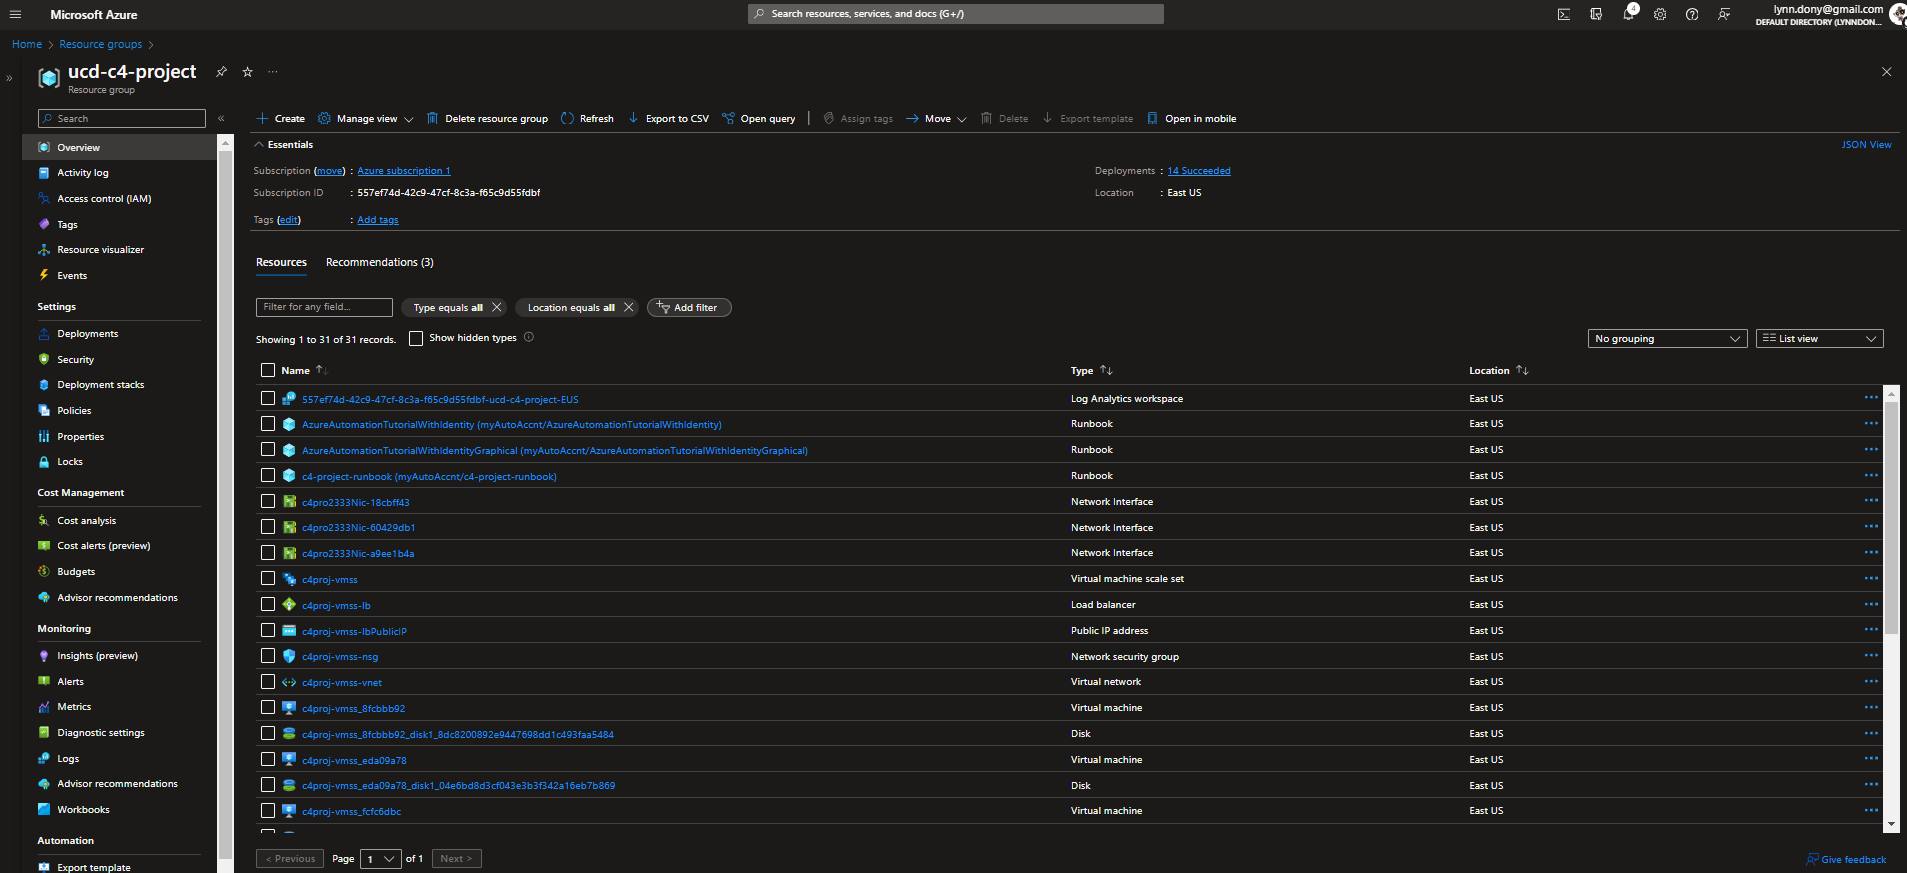 Microsoft Azure
Search resources, services, and docs (G+/)
4
lynn.dony@gmail.com
DEFAULT DIRECTORY (LYNNDON...
Home > Resource groups >
ucd-c4-project
Resource group
Search
Overview
Activity log
Access control (IAM)
Tags
Resource visualizer
Events
Settings
Deployments
Security
Deployment stacks
Policies
Properties
Locks
Cost Management
Cost analysis
Cost alerts (preview)
Budgets
Advisor recommendations
Monitoring
Insights (preview)
Alerts
Metrics
Diagnostic settings
Logs
Advisor recommendations
Workbooks
Automation
Export template
Create Manage view Delete resource group Refresh Export to CSV Open query Assign tags Move Delete Export template Open in mobile
Essentials
JSON View
Subscription (move) : Azure subscription 1
Subscription ID : 557ef74d-42c9-47cf-8c3a-f65c9d55fdbf
Tags (edit) : Add tags
Deployments : 14 Succeeded
Location : East US
Resources Recommendations (3)
Filter for any field... Type equals all Location equals all Add filter
Showing 1 to 31 of 31 records. Show hidden types
No grouping List view
Name Type Location
557ef74d-42c9-47cf-8c3a-f65c9d55fdbf-ucd-c4-project-EUS Log Analytics workspace East US
AzureAutomationTutorialWithIdentity (myAutoAccnt/AzureAutomationTutorialWithIdentity) Runbook East US
AzureAutomationTutorialWithIdentityGraphical (myAutoAccnt/AzureAutomationTutorialWithIdentityGraphical) Runbook East US
c4-project-runbook (myAutoAccnt/c4-project-runbook) Runbook East US
c4pro2333Nic-18cbff43 Network Interface East US
c4pro2333Nic-60429db1 Network Interface East US
c4pro2333Nic-a9ee1b4a Network Interface East US
c4proj-vmss Virtual machine scale set East US
c4proj-vmss-lb Load balancer East US
c4proj-vmss-lbPublicIP Public IP address East US
c4proj-vmss-nsg Network security group East US
c4proj-vmss-vnet Virtual network East US
c4proj-vmss_8fcbbb92 Virtual machine East US
c4proj-vmss_8fcbbb92_disk1_8dc8200892e9447698dd1c493faa5484 Disk East US
c4proj-vmss_eda09a78 Virtual machine East US
c4proj-vmss_eda09a78_disk1_04e6bd8d3cf043e3b3f342a16eb7b869 Disk East US
c4proj-vmss_fcfc6dbc Virtual machine East US
< Previous Page 1 of 1 Next >
Give feedback